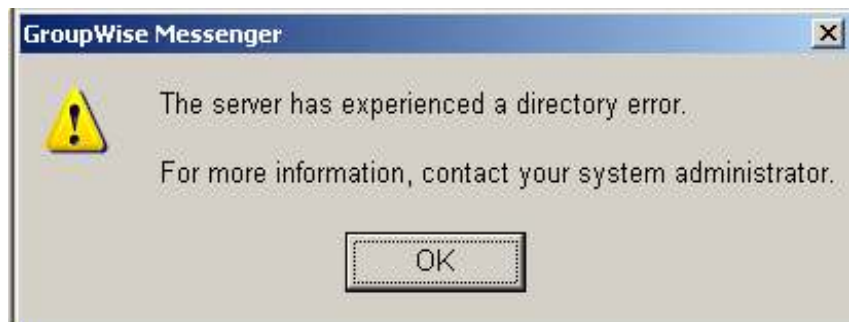 GroupWise Messenger
The server has experienced a directory error.
For more information, contact your system administrator.
OK